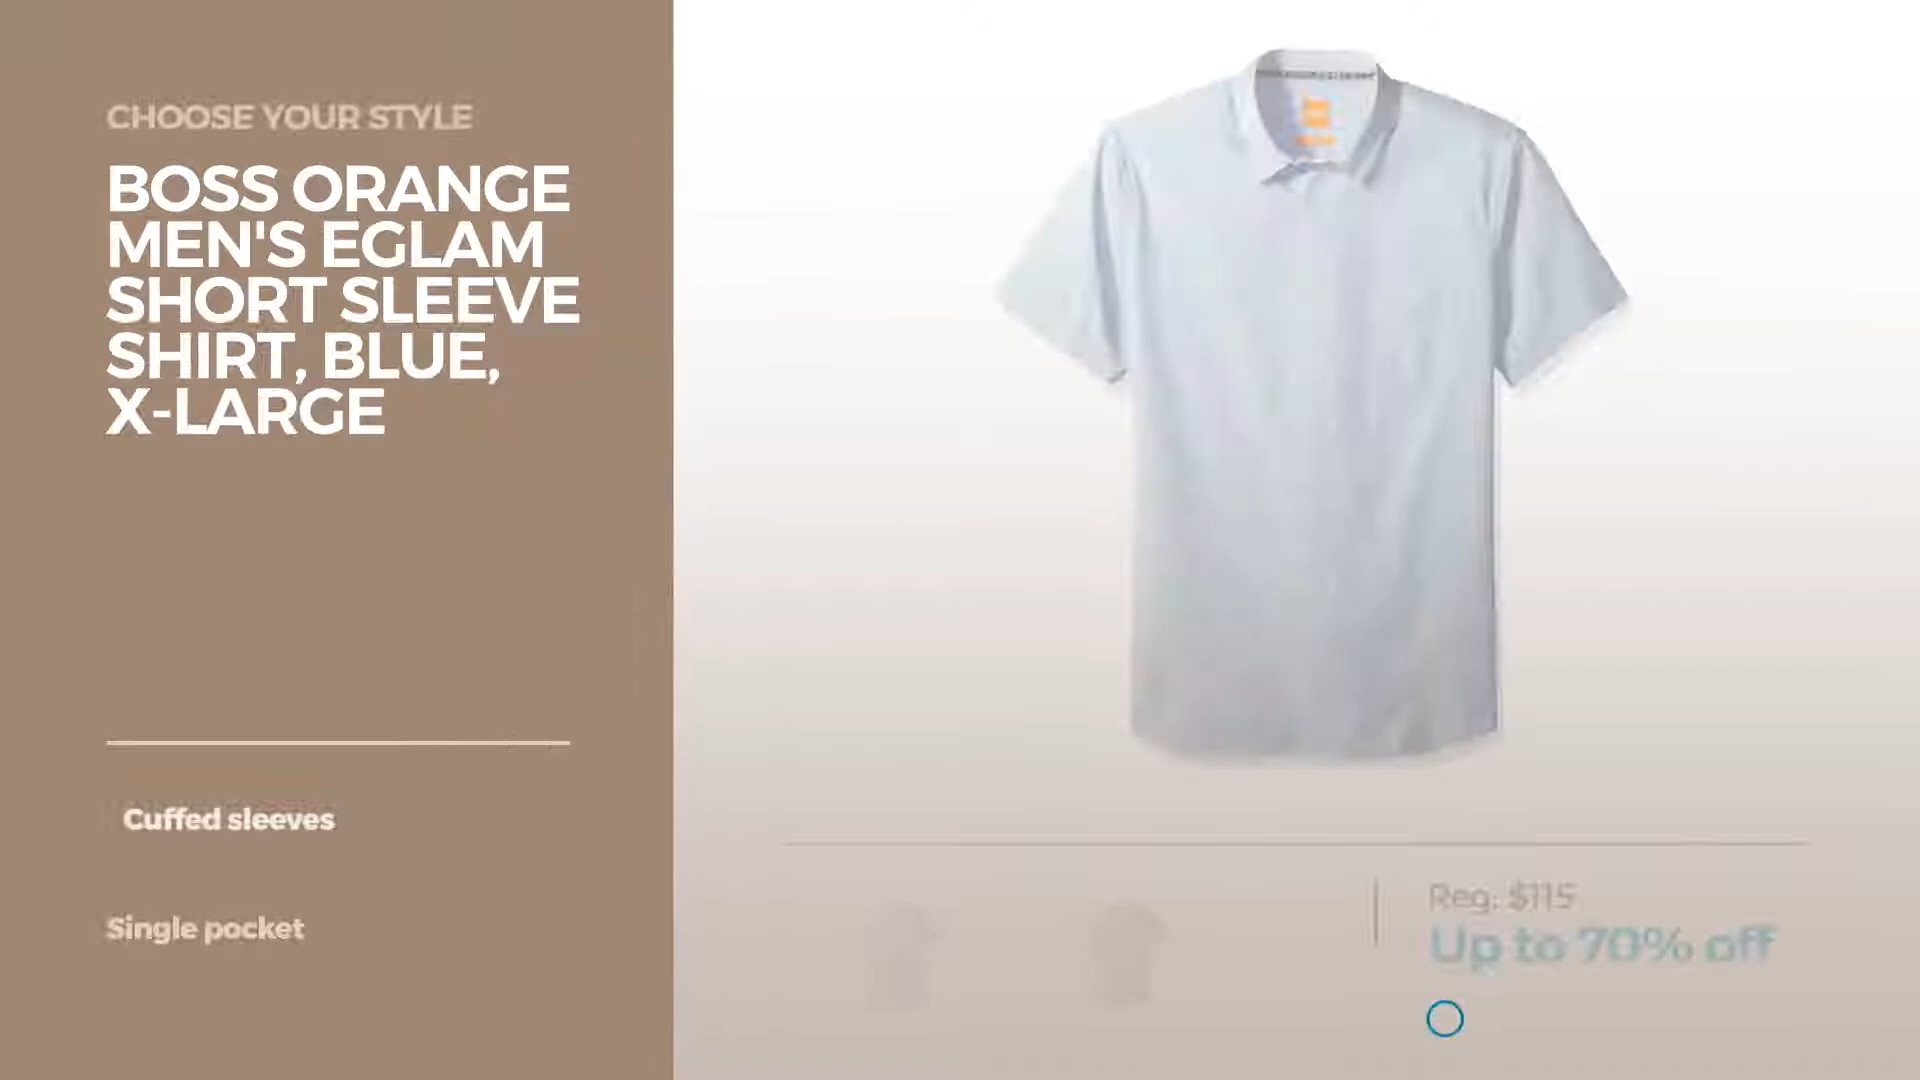 CHOOSE YOUR STYLE
BOSS ORANGE
MEN'S EGLAM
SHORT SLEEVE
SHIRT, BLUE,
X-LARGE
Cuffed sleeves
Single pocket
Reg: $115
Up to 70% off